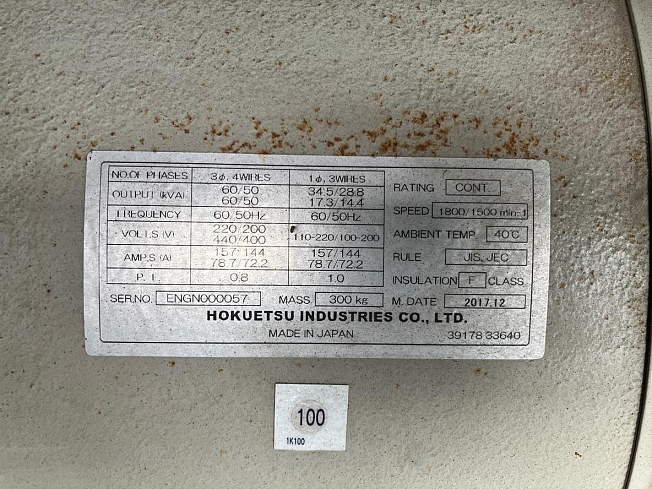 NO.OF PHASES 3ø, 4WIRES 1ø, 3WIRES
OUTPUT (kVA) 60/50 34.5/28.8
60/50 17.3/14.4
FREQUENCY 60/50Hz 60/50Hz
VOLTS (V) 220/200 110-220/100-200
440/400
AMPS (A) 157/144 157/144
78.7/72.2 78.7/72.2
P. f. 0.8 1.0
RATING CONT.
SPEED 1800/1500 min-1
AMBIENT TEMP. 40℃
RULE JIS, JEC
INSULATION F CLASS
SER.NO. ENGN000057 MASS 300 kg M. DATE 2017.12
HOKUETSU INDUSTRIES CO., LTD.
MADE IN JAPAN 39178 33640
100
1K100